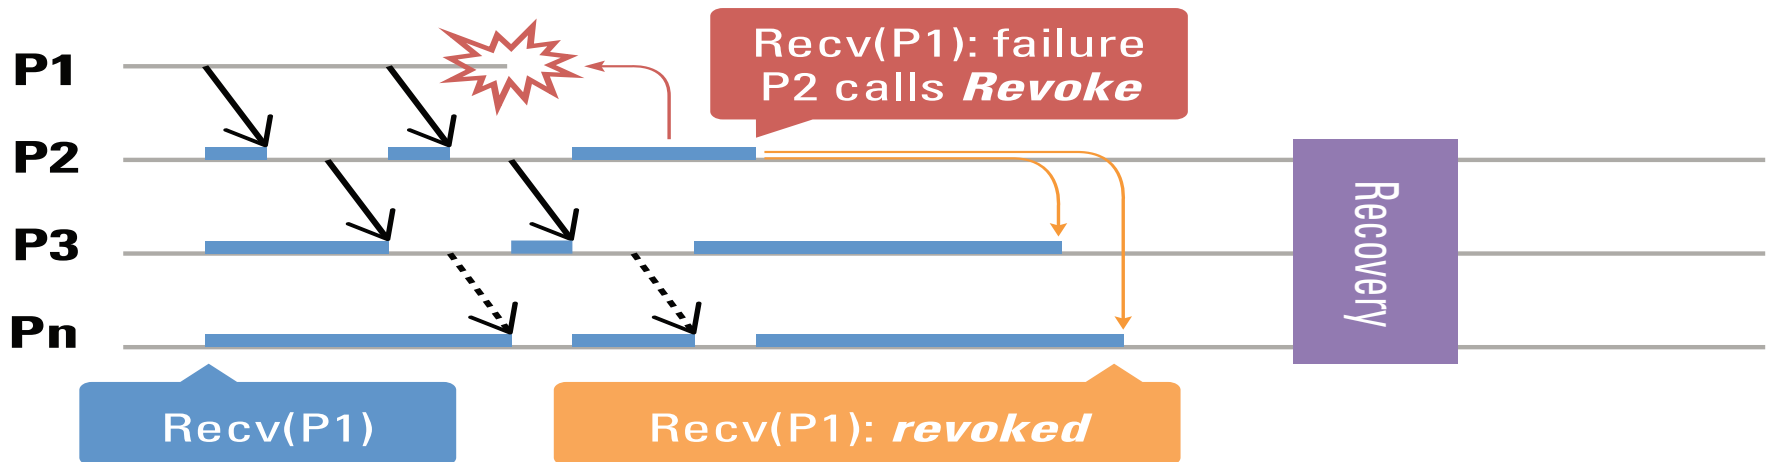 P1
Recv(P1): failure
P2 calls Revoke
P2
P3
Pn
Recovery
Recv(P1)
Recv(P1): revoked